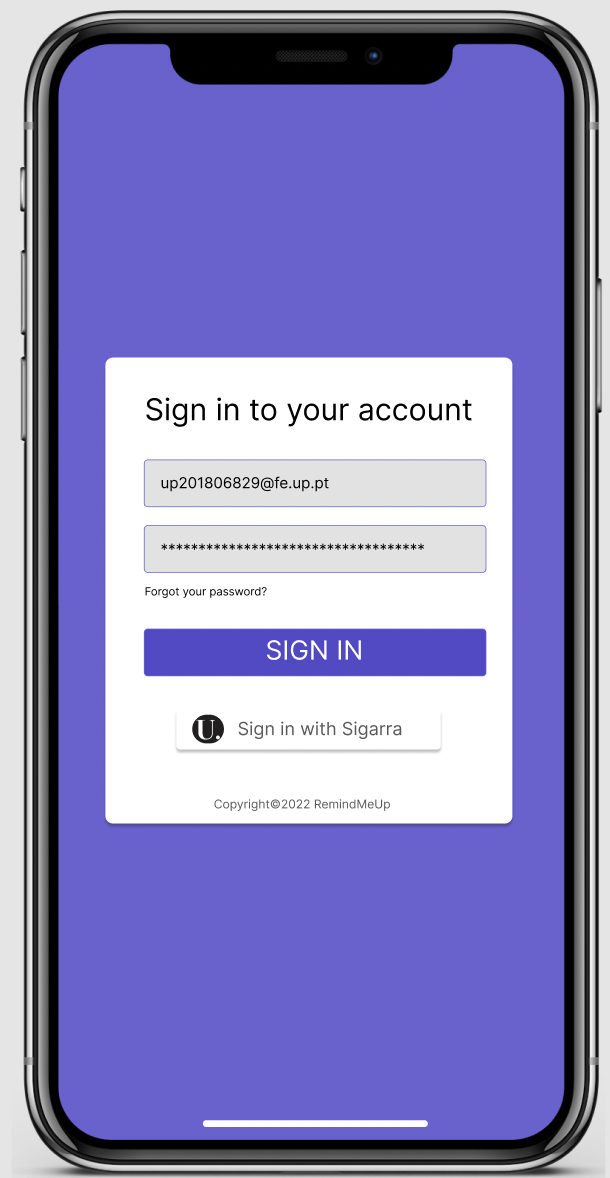 Sign in to your account
up201806829@fe.up.pt
***********************************
Forgot your password?
SIGN IN
U. Sign in with Sigarra
Copyright©2022 RemindMeUp